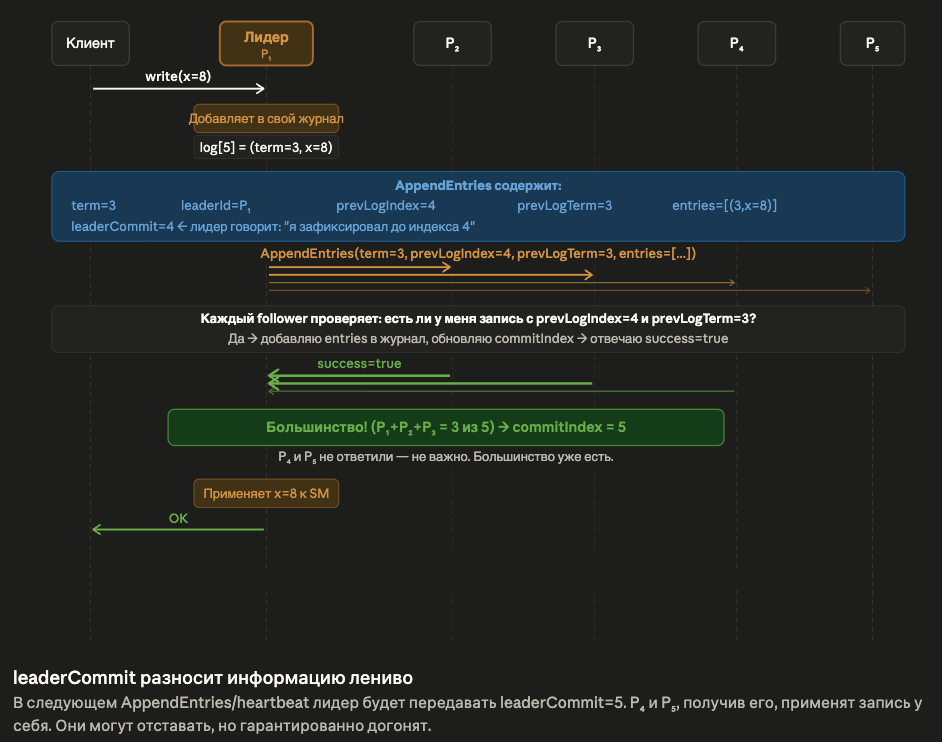 Клиент
Лидер
P₁
P₂
P₃
P₄
P₅
write(x=8)
Добавляет в свой журнал
log[5] = (term=3, x=8)
AppendEntries содержит:
term=3 leaderId=P₁ prevLogIndex=4 prevLogTerm=3 entries=[(3,x=8)]
leaderCommit=4 ← лидер говорит: "я зафиксировал до индекса 4"
AppendEntries(term=3, prevLogIndex=4, prevLogTerm=3, entries=[...])
Каждый follower проверяет: есть ли у меня запись с prevLogIndex=4 и prevLogTerm=3?
Да → добавляю entries в журнал, обновляю commitIndex → отвечаю success=true
success=true
Большинство! (P₁+P₂+P₃ = 3 из 5) → commitIndex = 5
P₄ и P₅ не ответили — не важно. Большинство уже есть.
Применяет x=8 к SM
OK
leaderCommit разносит информацию лениво
В следующем AppendEntries/heartbeat лидер будет передавать leaderCommit=5. P₄ и P₅, получив его, применят запись у
себя. Они могут отставать, но гарантированно догонят.